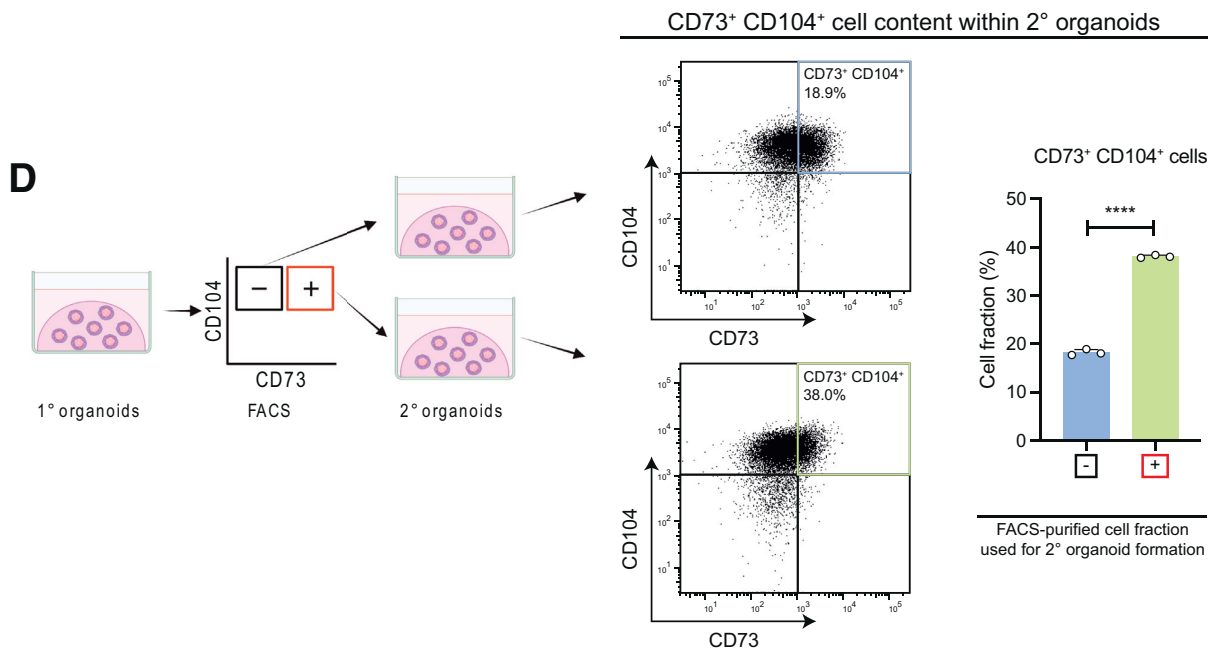 D
1° organoids
CD104
−
+
CD73
FACS
2° organoids
CD73⁺ CD104⁺ cell content within 2° organoids
CD73⁺ CD104⁺
18.9%
10⁵
10⁴
10³
10²
10¹
CD104
10¹ 10² 10³ 10⁴ 10⁵
CD73
CD73⁺ CD104⁺
38.0%
10⁵
10⁴
10³
10²
10¹
CD104
10¹ 10² 10³ 10⁴ 10⁵
CD73
CD73⁺ CD104⁺ cells
****
Cell fraction (%)
50
40
30
20
10
0
- +
FACS-purified cell fraction
used for 2° organoid formation